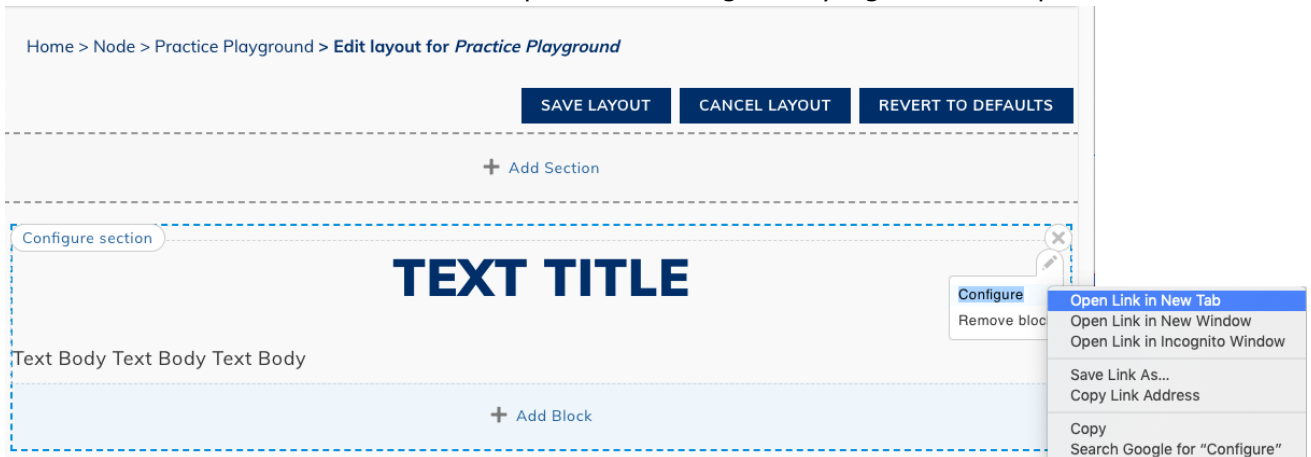 Home > Node > Practice Playground > Edit layout for Practice Playground
SAVE LAYOUT CANCEL LAYOUT REVERT TO DEFAULTS
+ Add Section
Configure section
TEXT TITLE
Configure
Remove bloc
Open Link in New Tab
Open Link in New Window
Open Link in Incognito Window
Save Link As...
Copy Link Address
Copy
Search Google for “Configure”
Text Body Text Body Text Body
+ Add Block